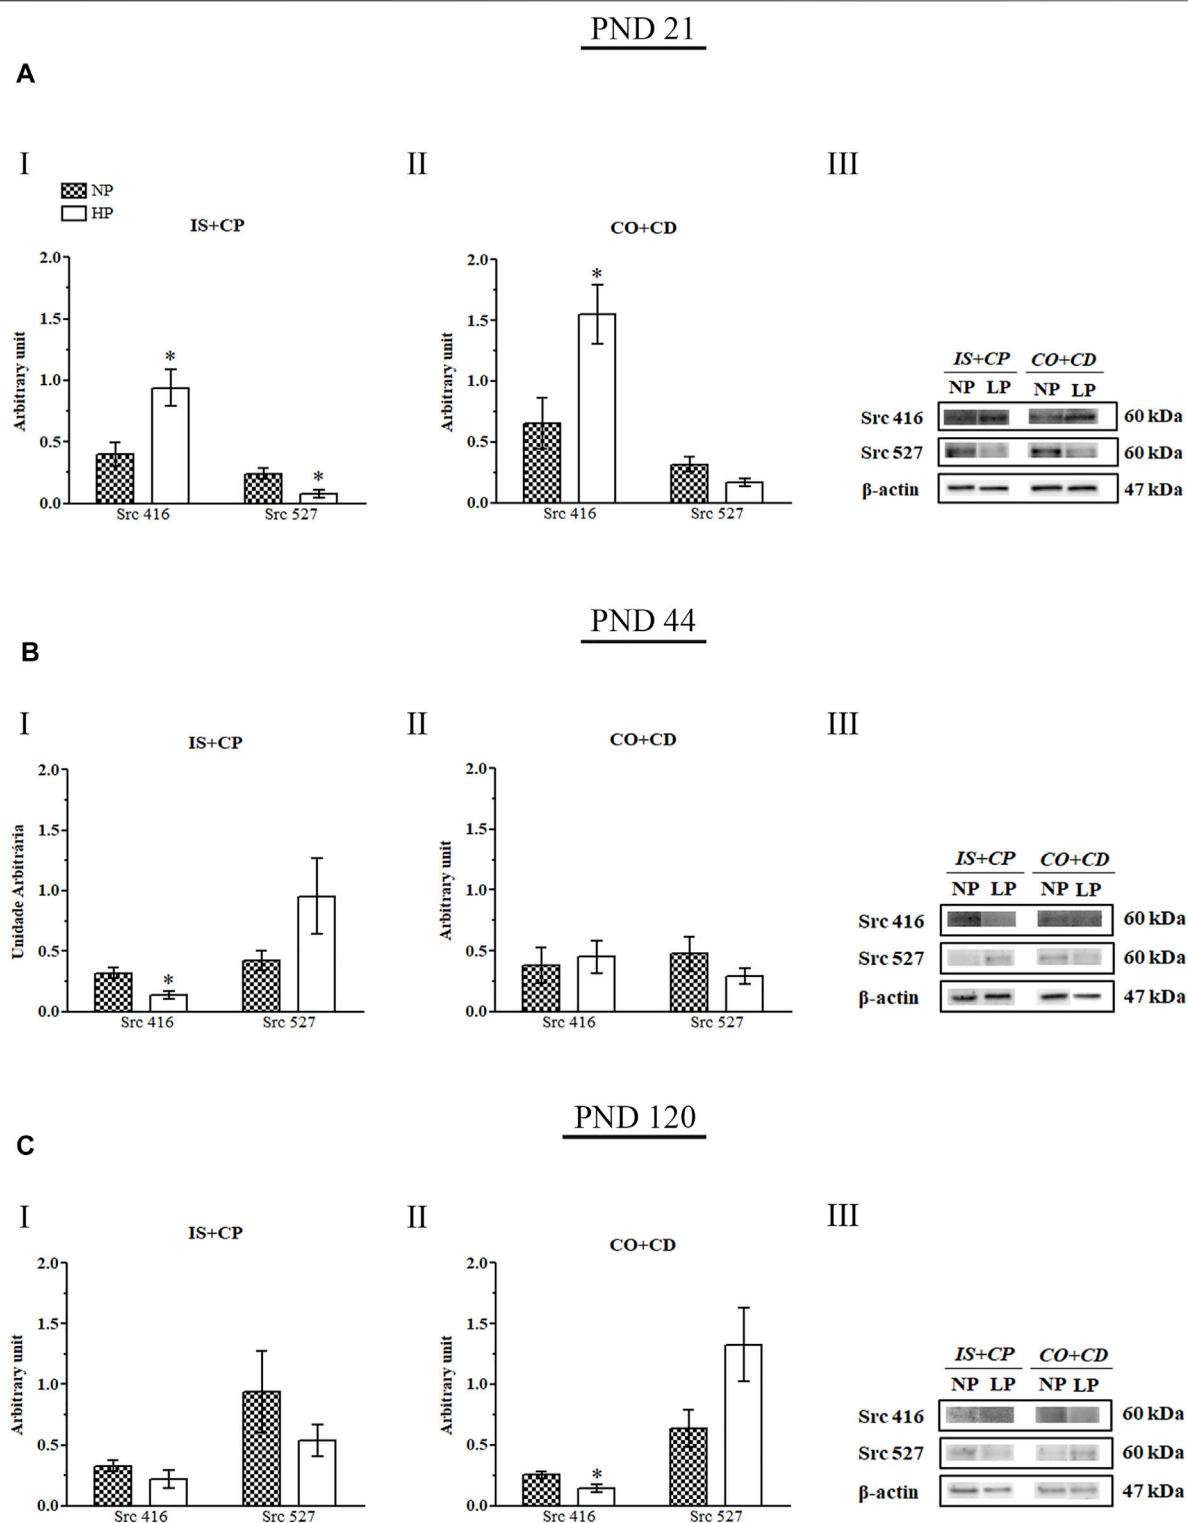 PND 21
A
I
II
III
NP
HP
IS+CP
Arbitrary unit
2.0
1.5
1.0
0.5
0.0
*
*
Src 416
Src 527
CO+CD
Arbitrary unit
2.0
1.5
1.0
0.5
0.0
*
Src 416
Src 527
IS+CP CO+CD
NP LP NP LP
Src 416 60 kDa
Src 527 60 kDa
β-actin 47 kDa
PND 44
B
I
II
III
IS+CP
Unidade Arbitrária
2.0
1.5
1.0
0.5
0.0
*
Src 416
Src 527
CO+CD
Arbitrary unit
2.0
1.5
1.0
0.5
0.0
Src 416
Src 527
IS+CP CO+CD
NP LP NP LP
Src 416 60 kDa
Src 527 60 kDa
β-actin 47 kDa
PND 120
C
I
II
III
IS+CP
Arbitrary unit
2.0
1.5
1.0
0.5
0.0
Src 416
Src 527
CO+CD
Arbitrary unit
2.0
1.5
1.0
0.5
0.0
*
Src 416
Src 527
IS+CP CO+CD
NP LP NP LP
Src 416 60 kDa
Src 527 60 kDa
β-actin 47 kDa